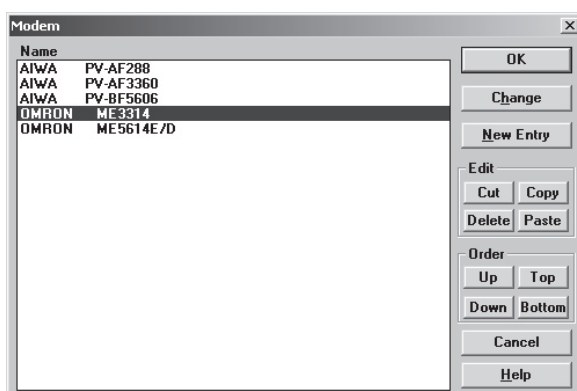 Modem
Name
AIWA PV-AF288
AIWA PV-AF3360
AIWA PV-BF5606
OMRON ME3314
OMRON ME5614E/D
OK
Change
New Entry
Edit
Cut Copy
Delete Paste
Order
Up Top
Down Bottom
Cancel
Help